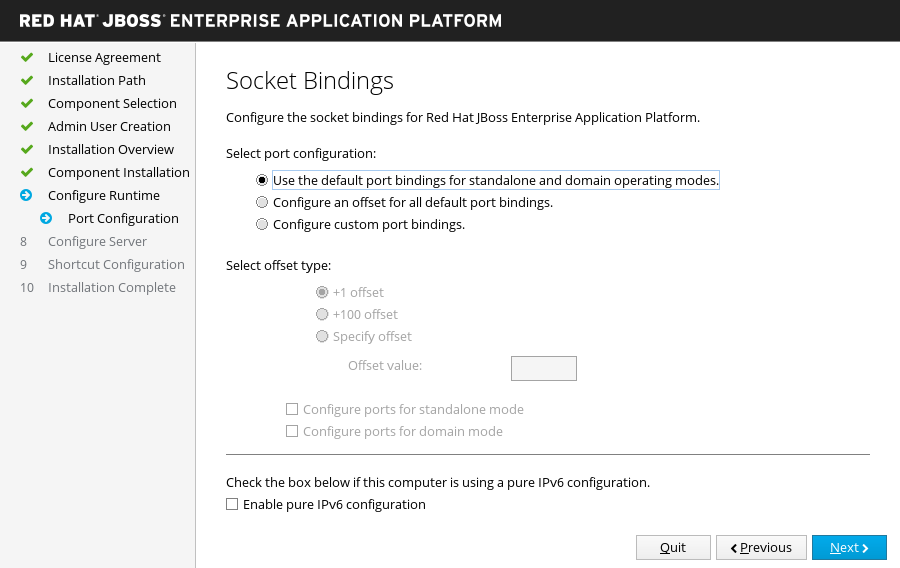 RED HAT® JBOSS® ENTERPRISE APPLICATION PLATFORM
License Agreement
Installation Path
Component Selection
Admin User Creation
Installation Overview
Component Installation
Configure Runtime
Port Configuration
8 Configure Server
9 Shortcut Configuration
10 Installation Complete
Socket Bindings
Configure the socket bindings for Red Hat JBoss Enterprise Application Platform.
Select port configuration:
Use the default port bindings for standalone and domain operating modes.
Configure an offset for all default port bindings.
Configure custom port bindings.
Select offset type:
+1 offset
+100 offset
Specify offset
Offset value:
Configure ports for standalone mode
Configure ports for domain mode
Check the box below if this computer is using a pure IPv6 configuration.
Enable pure IPv6 configuration
Quit
Previous
Next